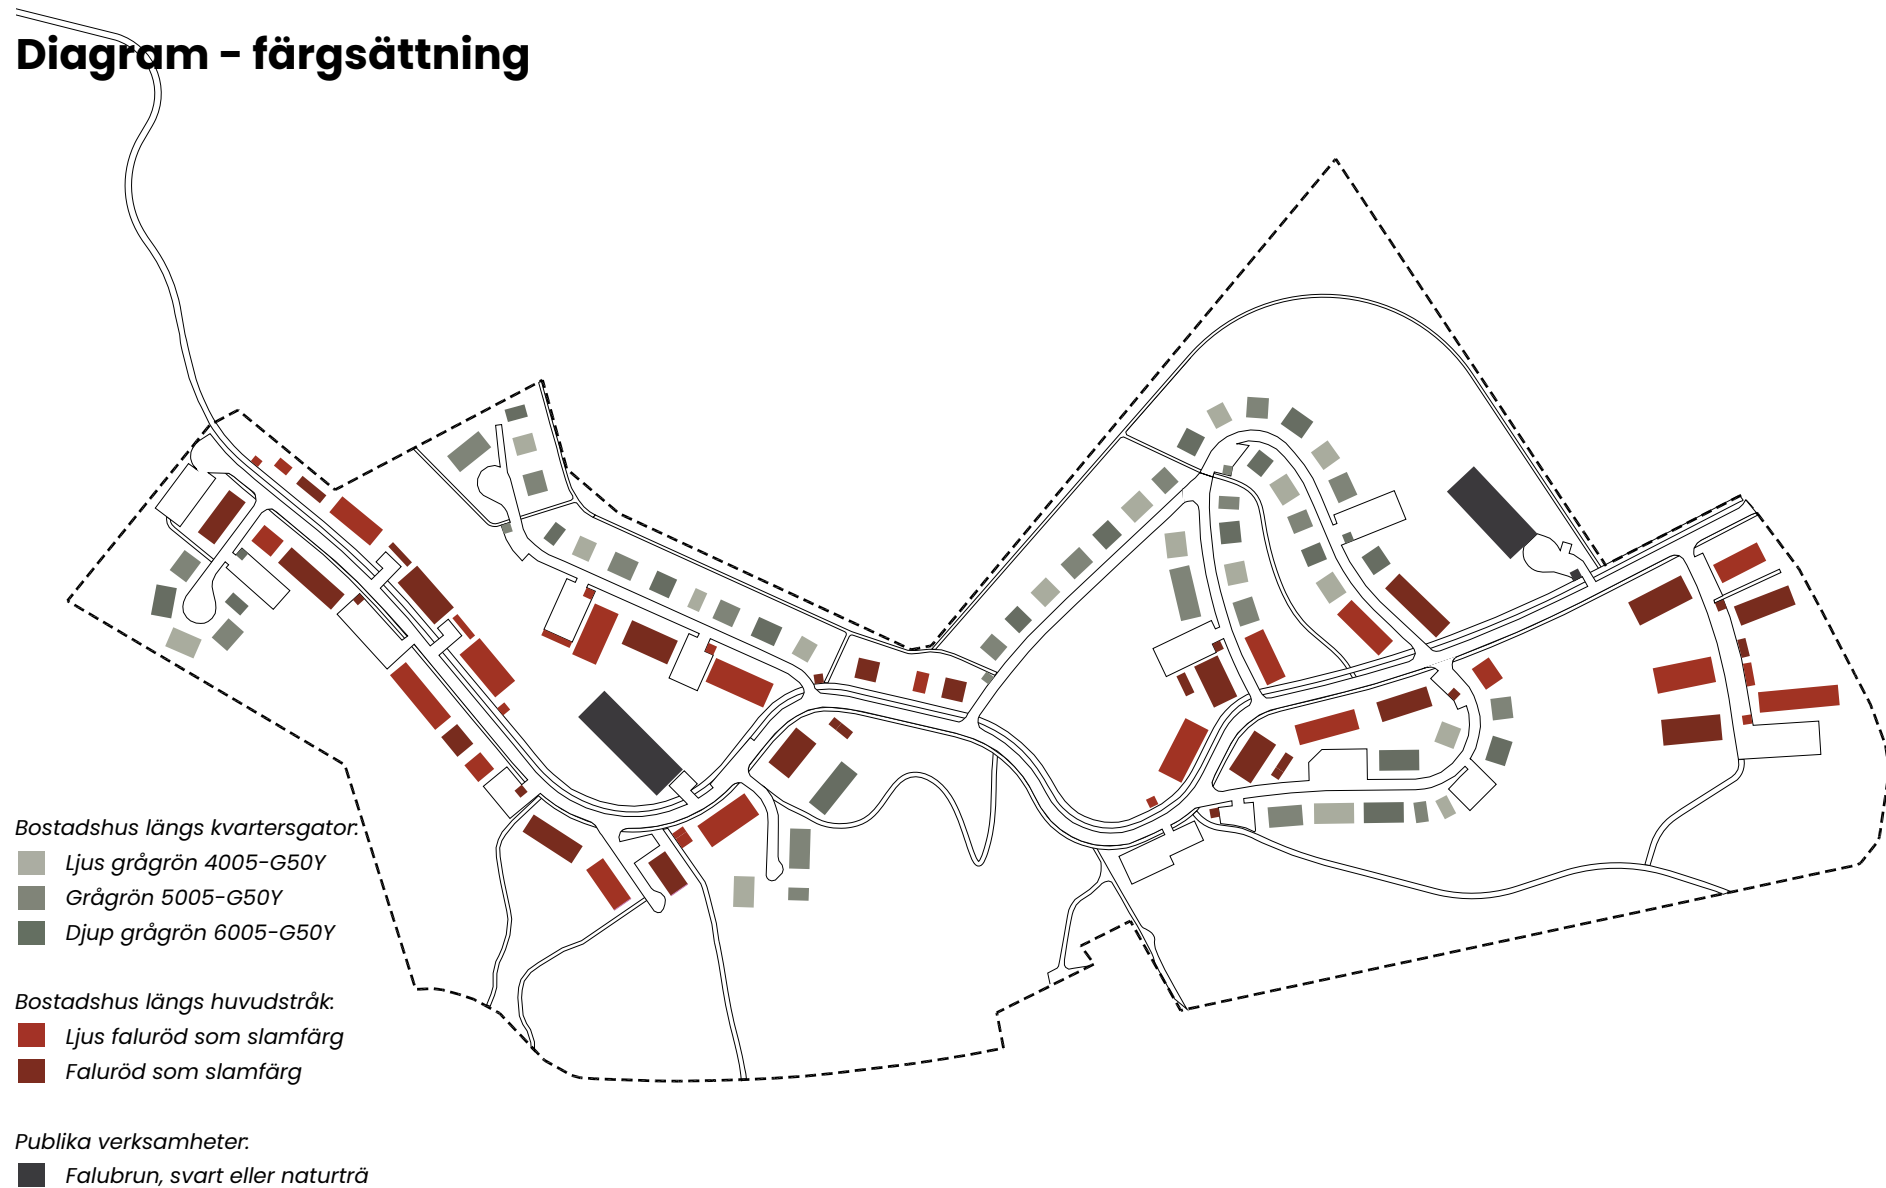 Diagram - färgsättning
Bostadshus längs kvartersgator:
Ljus grågrön 4005-G50Y
Grågrön 5005-G50Y
Djup grågrön 6005-G50Y
Bostadshus längs huvudstråk:
Ljus faluröd som slamfärg
Faluröd som slamfärg
Publika verksamheter:
Falubrun, svart eller naturträ